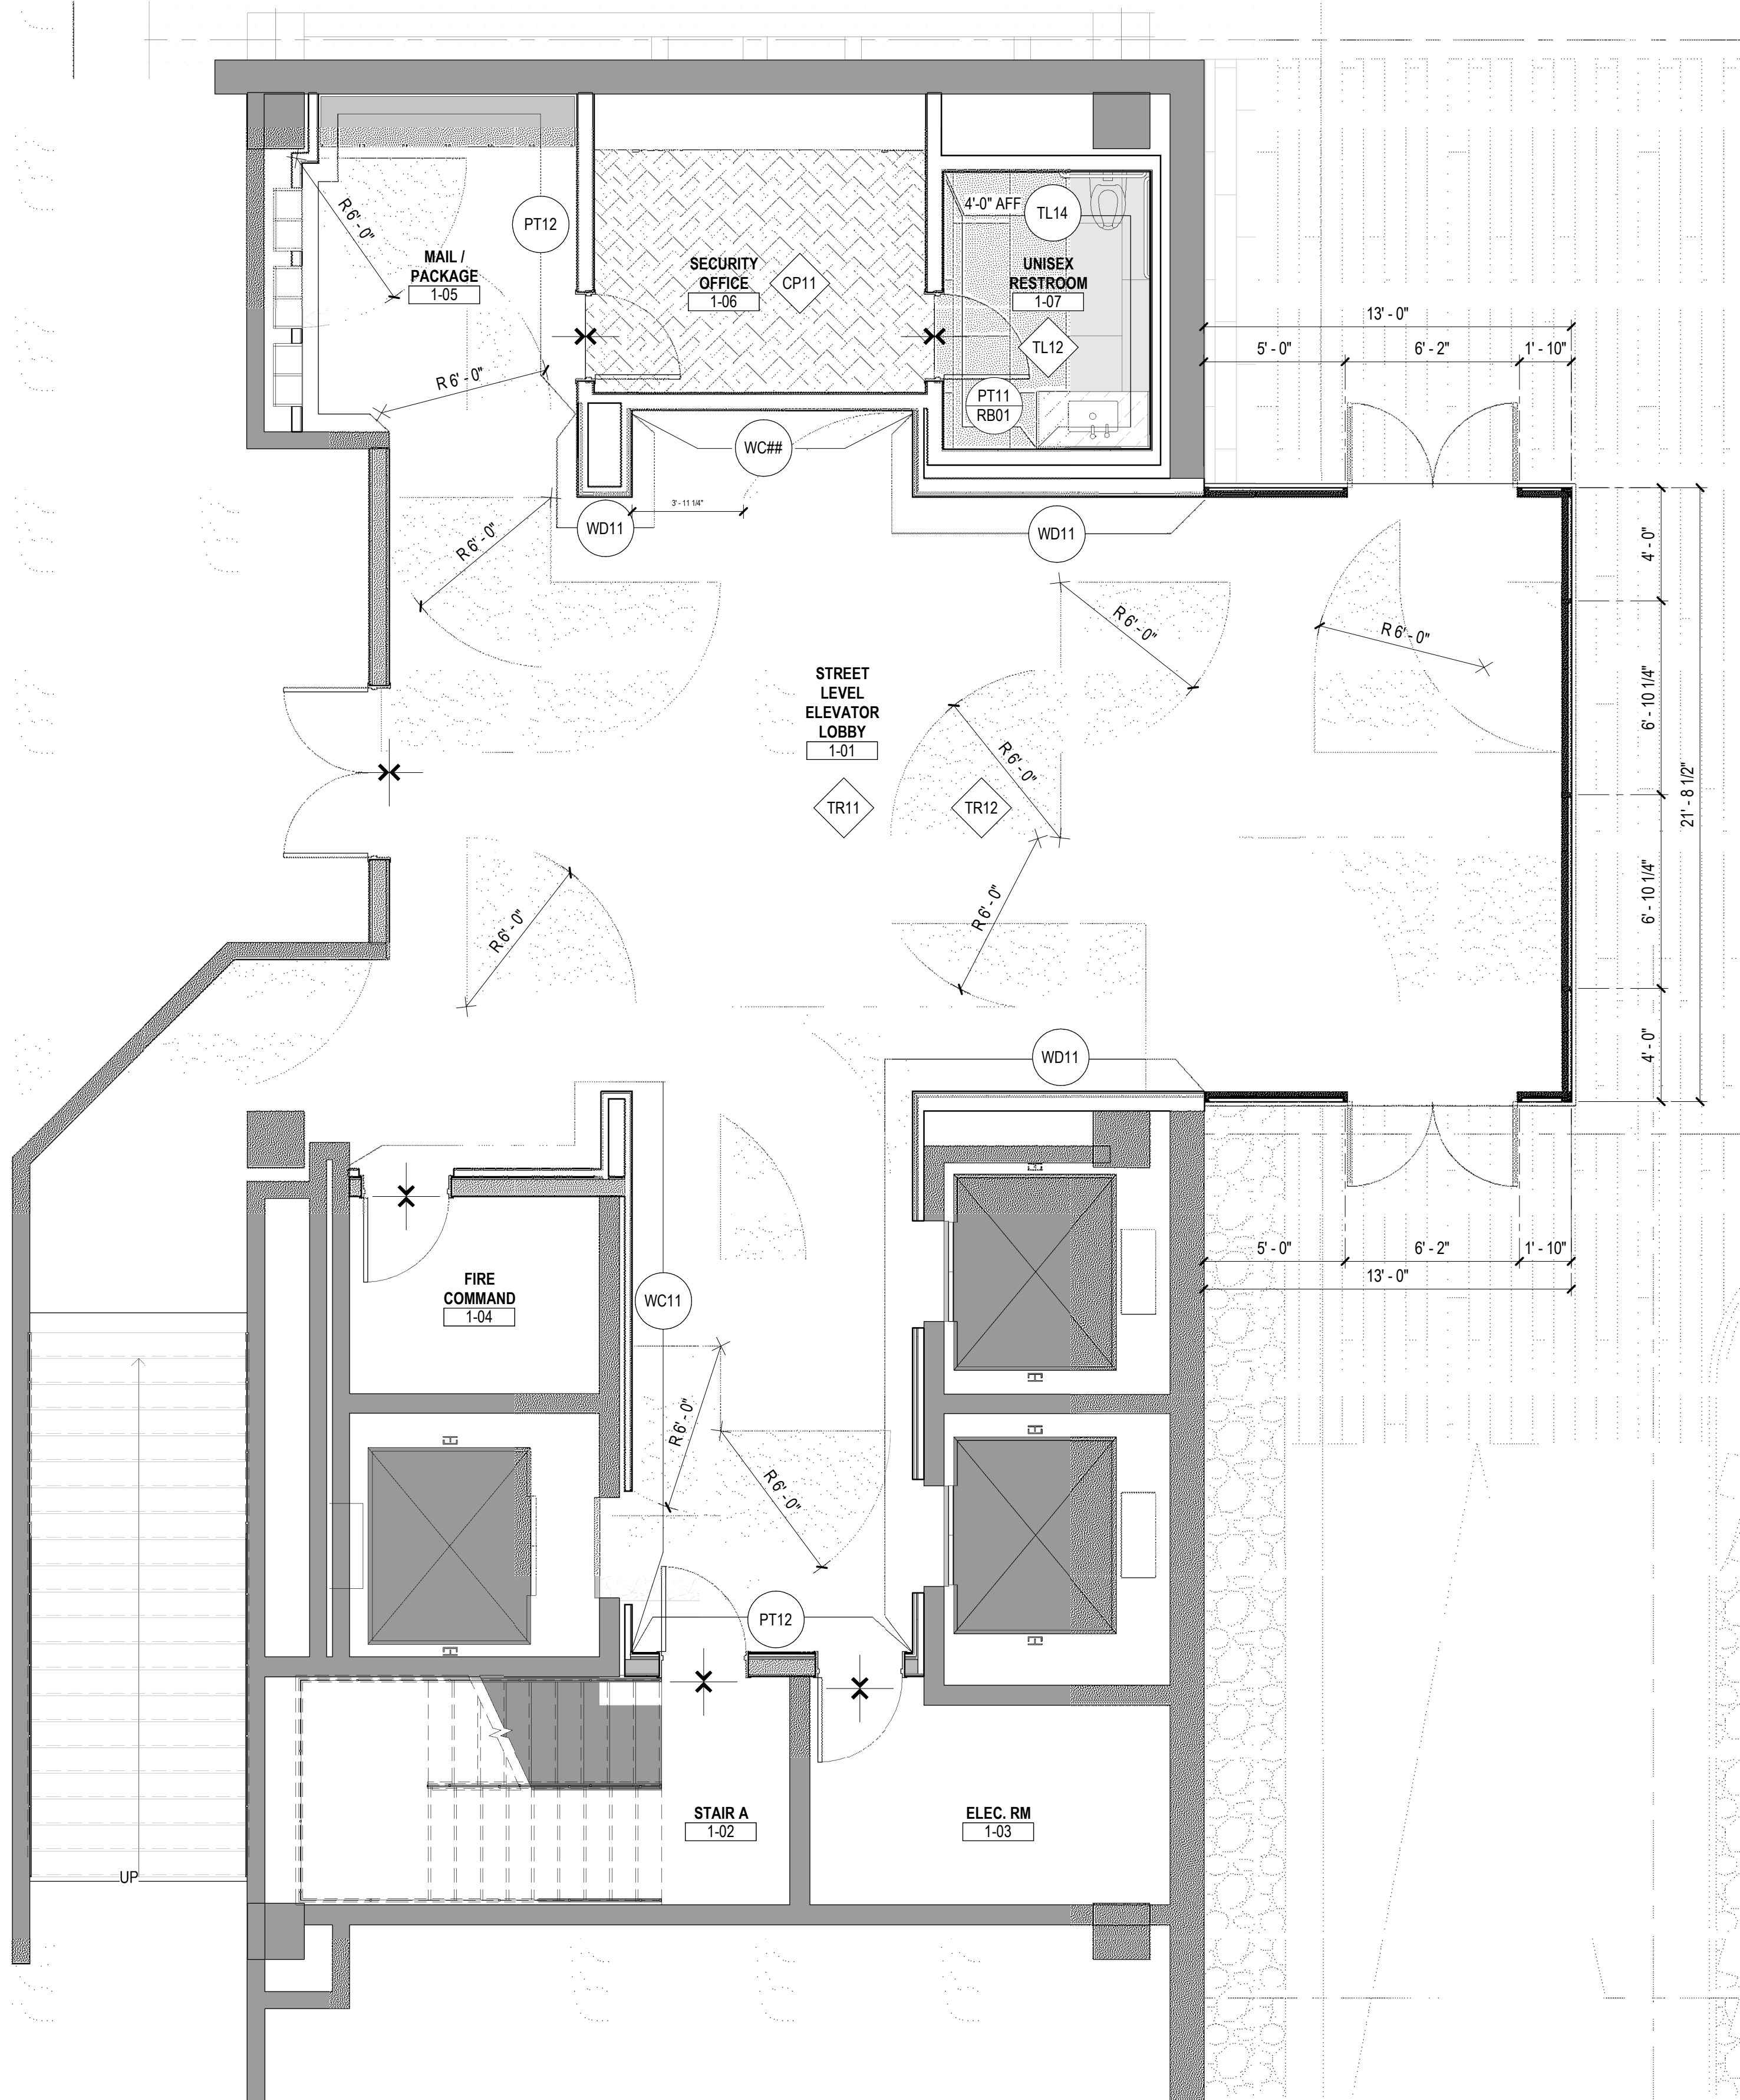 R 6' - 0"
PT12
MAIL /
PACKAGE
1-05
R 6' - 0"
SECURITY
OFFICE
1-06
CP11
4'-0" AFF
TL14
UNISEX
RESTROOM
1-07
TL12
PT11
RB01
13' - 0"
5' - 0"
6' - 2"
1' - 10"
WC##
3' - 11 1/4"
WD11
WD11
R 6' - 0"
R 6' - 0"
R 6' - 0"
4' - 0"
6' - 10 1/4"
21' - 8 1/2"
6' - 10 1/4"
4' - 0"
STREET
LEVEL
ELEVATOR
LOBBY
1-01
TR11
TR12
R 6' - 0"
R 6' - 0"
R 6' - 0"
WD11
5' - 0"
6' - 2"
1' - 10"
13' - 0"
FIRE
COMMAND
1-04
WC11
R 6' - 0"
R 6' - 0"
PT12
STAIR A
1-02
ELEC. RM
1-03
UP